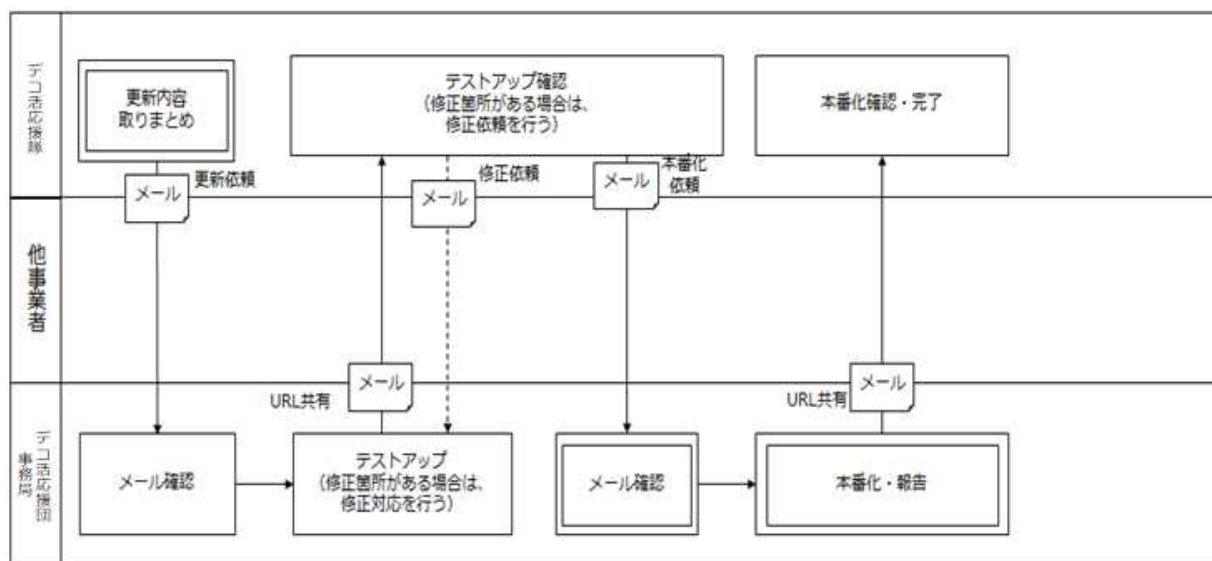 デコ活応援隊
更新内容
取りまとめ
テストアップ確認
（修正箇所がある場合は、
修正依頼を行う）
本番化確認・完了
メール
更新依頼
メール
修正依頼
メール
本番化
依頼
他事業者
メール
URL共有
メール
URL共有
デコ活応援団
事務局
メール確認
テストアップ
（修正箇所がある場合は、
修正対応を行う）
メール確認
本番化・報告